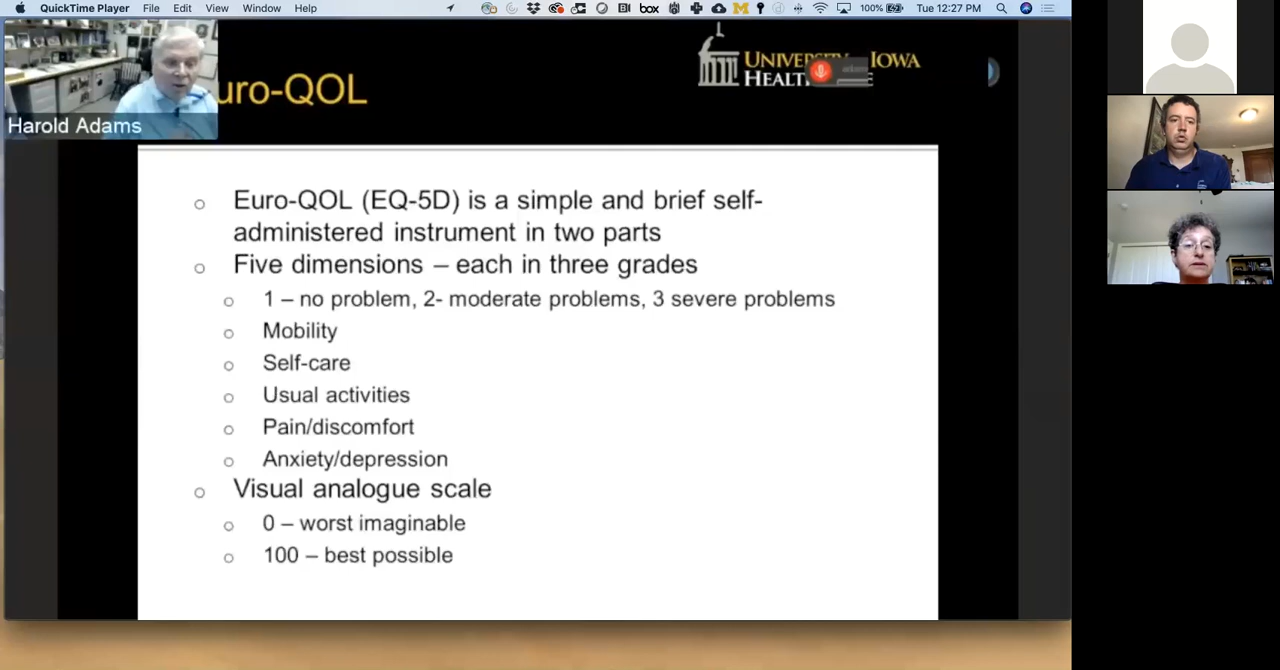 QuickTime Player File Edit View Window Help box 100% Tue 12:27 PM
uro-QOL
Harold Adams
IOWA
Euro-QOL (EQ-5D) is a simple and brief self-
administered instrument in two parts
Five dimensions – each in three grades
1 – no problem, 2- moderate problems, 3 severe problems
Mobility
Self-care
Usual activities
Pain/discomfort
Anxiety/depression
Visual analogue scale
0 – worst imaginable
100 – best possible